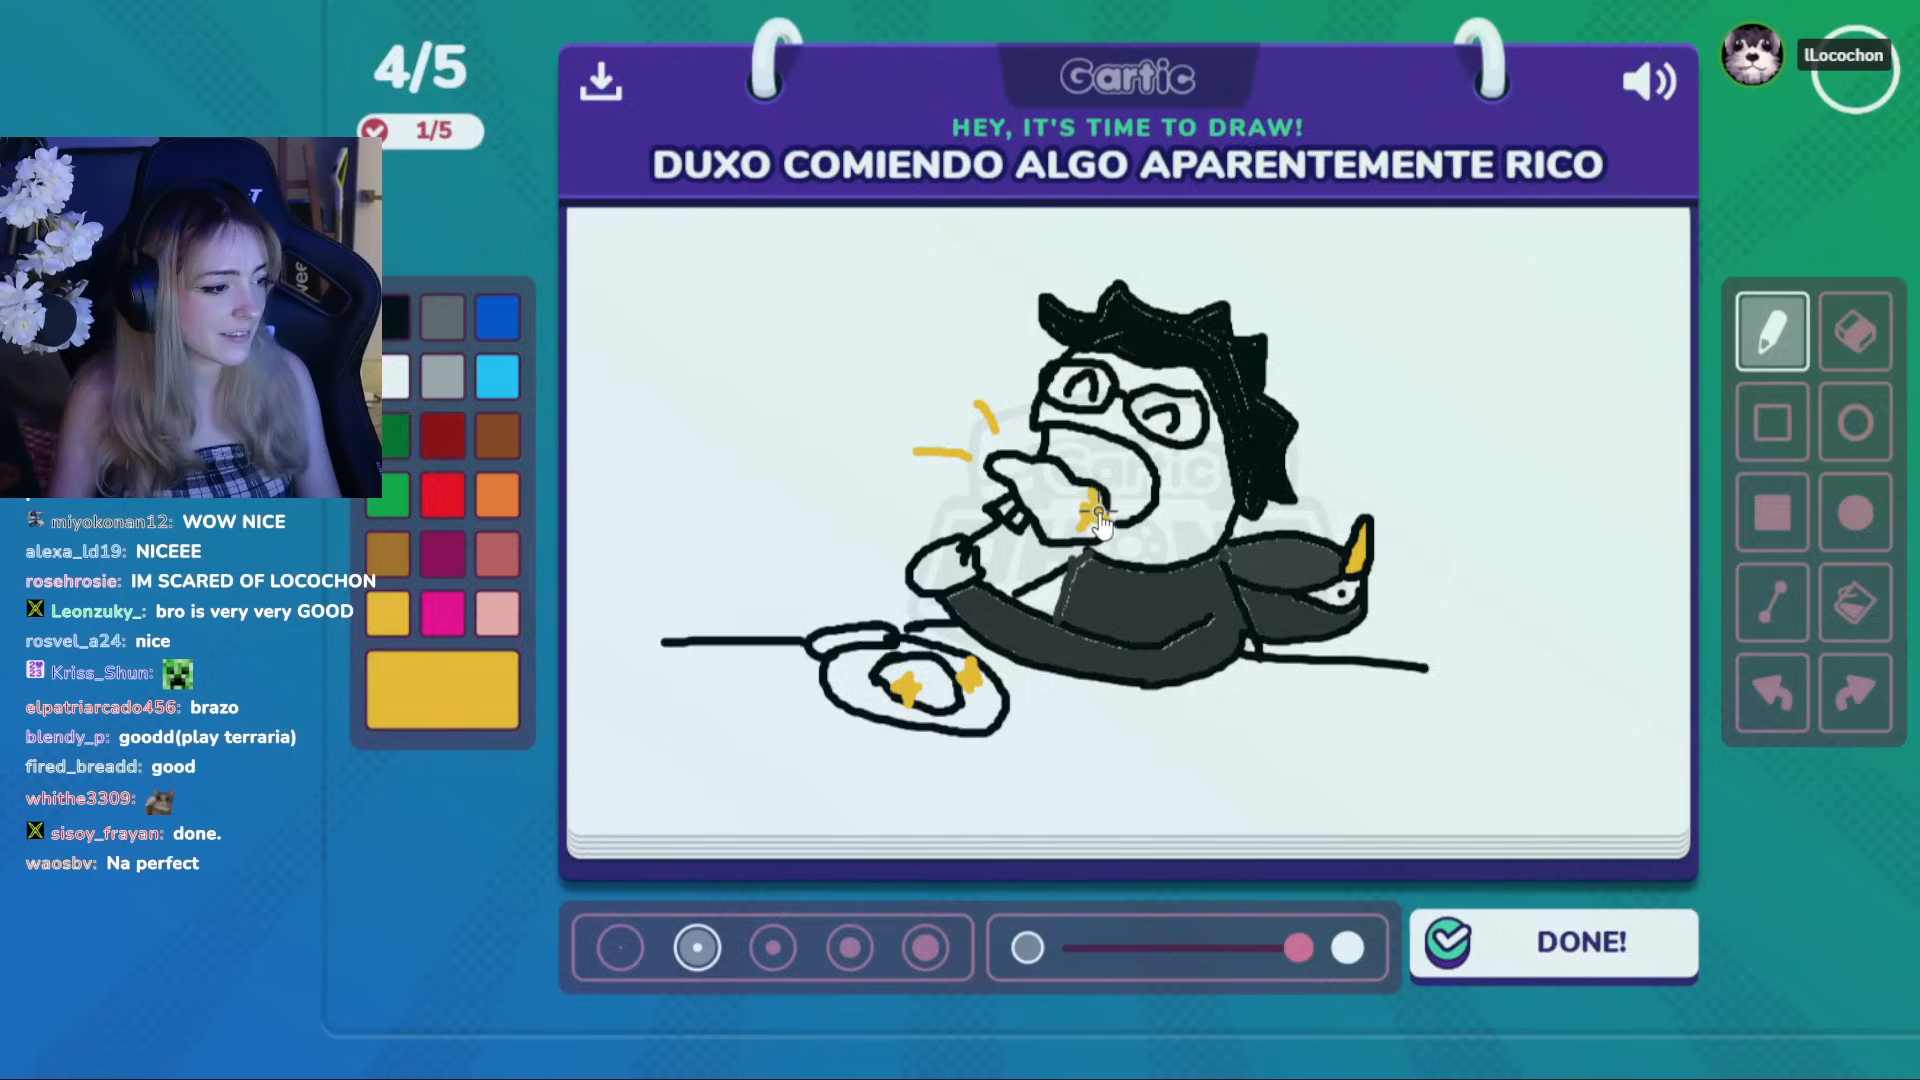 4/5
1/5
Gartic
lLocochon
HEY, IT'S TIME TO DRAW!
DUXO COMIENDO ALGO APARENTEMENTE RICO
miyokonan12: WOW NICE
alexa_ld19: NICEEE
rosehrosie: IM SCARED OF LOCOCHON
Leonzuky_: bro is very very GOOD
rosvel_a24: nice
Kriss_Shun:
elpatriarcado456: brazo
blendy_p: goodd(play terraria)
fired_breadd: good
whithe3309:
sisoy_frayan: done.
waosbv: Na perfect
Gartic
DONE!